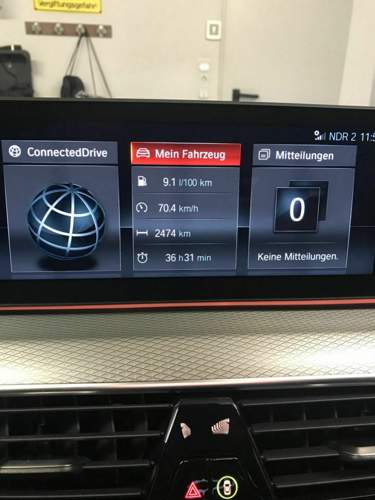 Vergiftungsgefahr!
NDR 2 11:5
ConnectedDrive
Mein Fahrzeug
9.1 l/100 km
70.4 km/h
2474 km
36 h 31 min
Mitteilungen
0
Keine Mitteilungen.